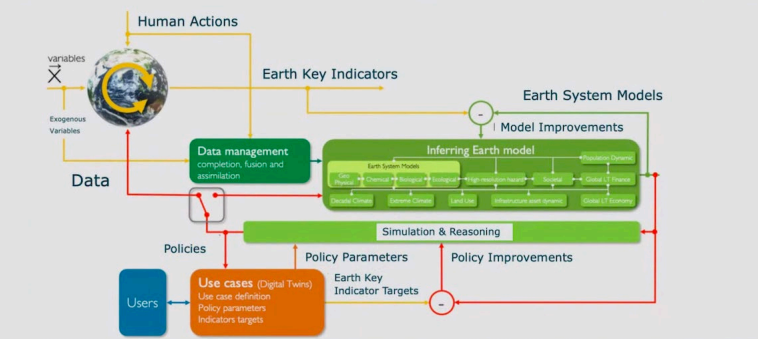 Human Actions
variables
X
Earth Key Indicators
Exogenous
Variables
Earth System Models
-
Model Improvements
Data management
completion, fusion and
assimilation
Inferring Earth model
Population Dynamic
Earth System Models
Geo
Physical
Chemical
Biological
Ecological
High-resolution hazard
Societal
Global LT Finance
Decadal Climate
Extreme Climate
Land Use
Infrastructure asset dynamic
Global LT Economy
Data
Simulation & Reasoning
Policies
Policy Parameters
Policy Improvements
Users
Use cases (Digital Twins)
Use case definition
Policy parameters
Indicators targets
Earth Key
Indicator Targets
-